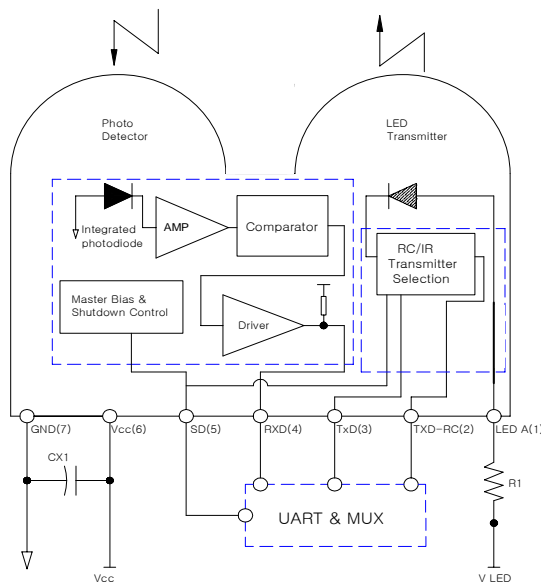 Photo
Detector
LED
Transmitter
Integrated
photodiode
AMP
Comparator
RC/IR
Transmitter
Selection
Master Bias &
Shutdown Control
Driver
GND(7)
Vcc(6)
SD(5)
RXD(4)
TxD(3)
TXD-RC(2)
LED A(1)
CX1
R1
UART & MUX
Vcc
V LED